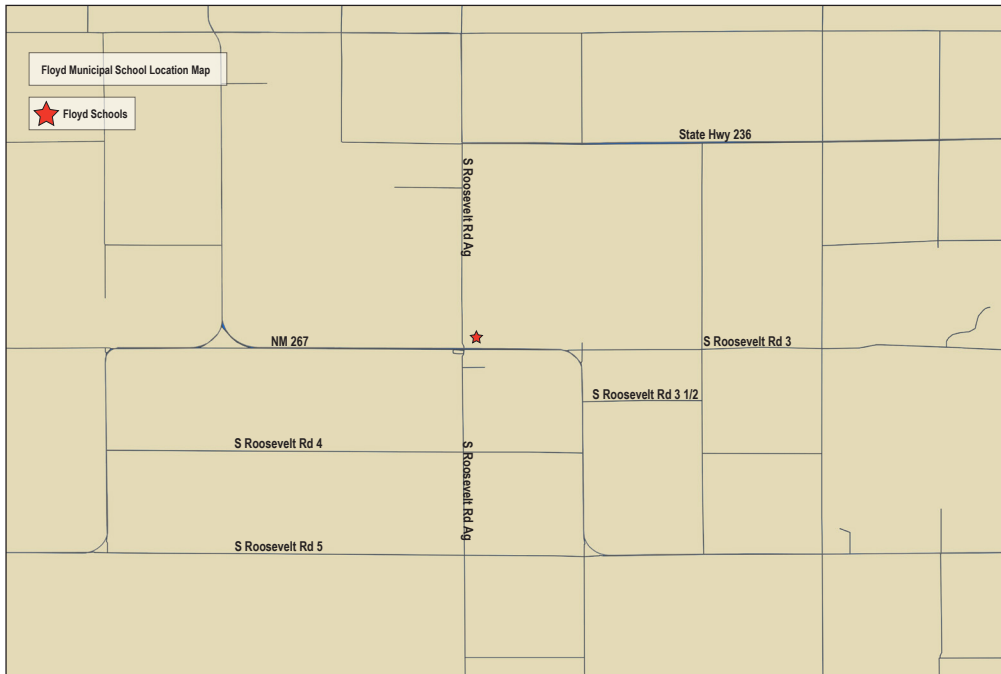 Floyd Municipal School Location Map
Floyd Schools
State Hwy 236
S Roosevelt Rd Ag
NM 267
S Roosevelt Rd 3
S Roosevelt Rd 3 1/2
S Roosevelt Rd 4
S Roosevelt Rd Ag
S Roosevelt Rd 5